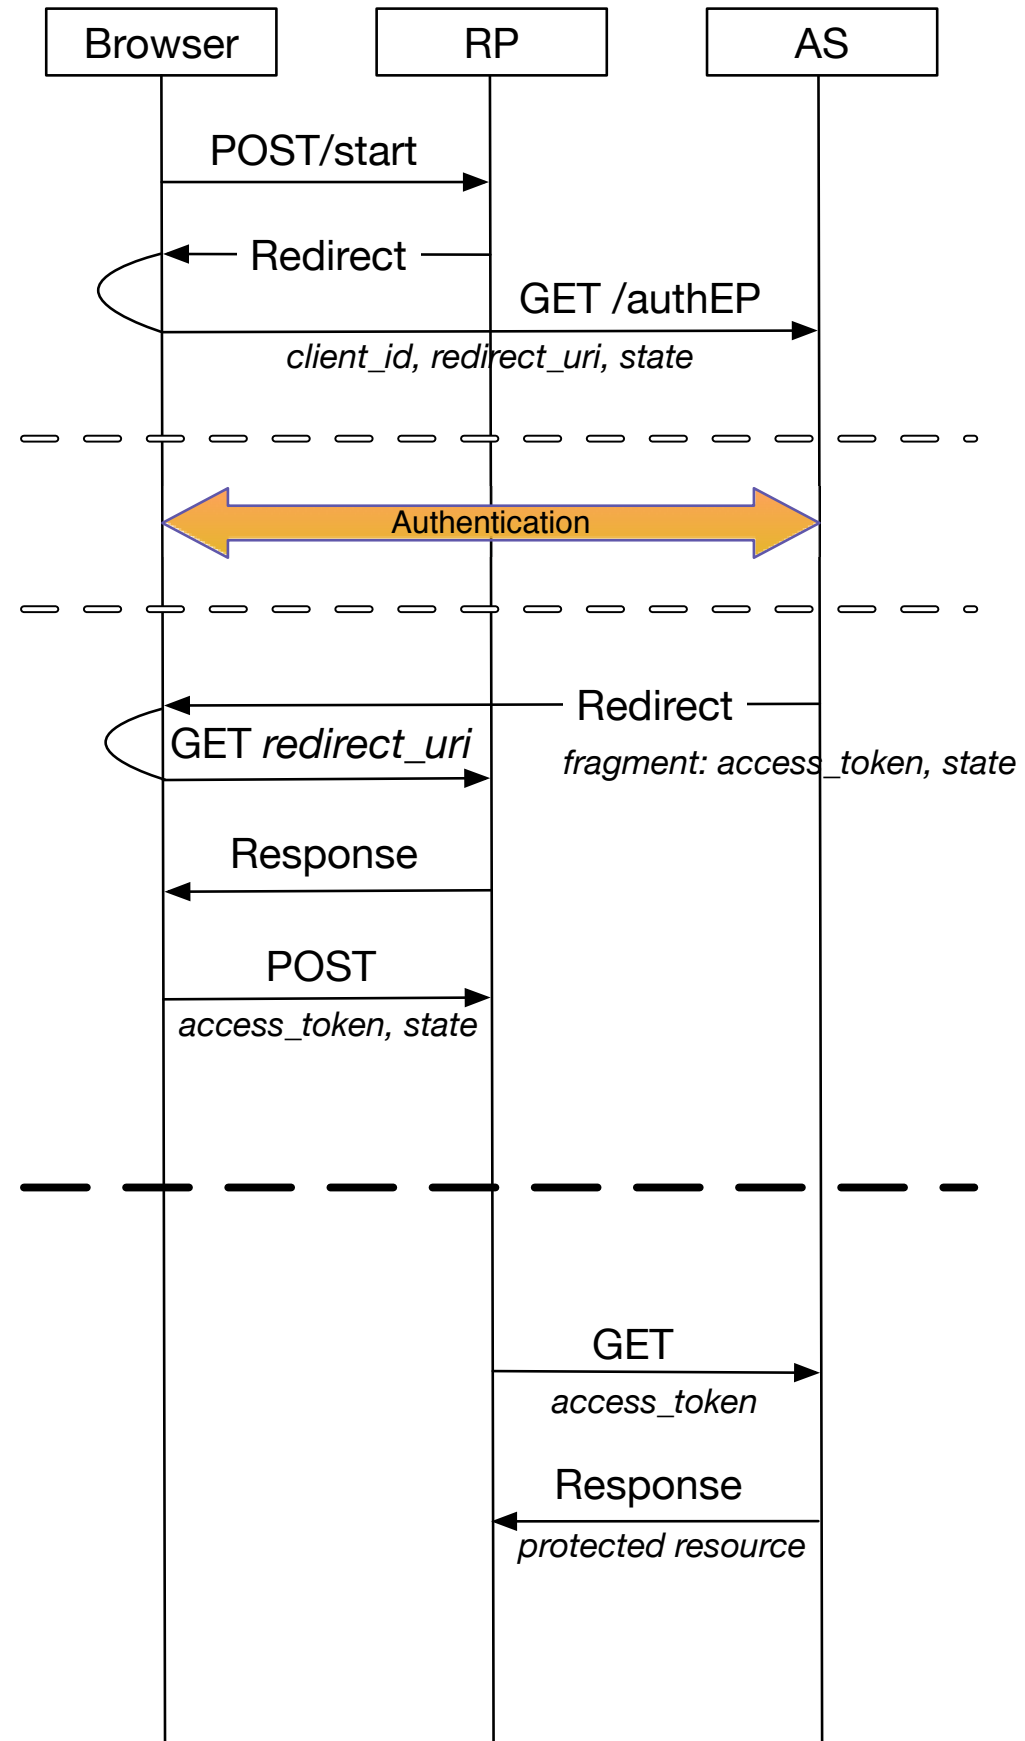 Browser RP AS
POST/start
Redirect
GET /authEP
client_id, redirect_uri, state
Authentication
Redirect
GET redirect_uri
fragment: access_token, state
Response
POST
access_token, state
GET
access_token
Response
protected resource